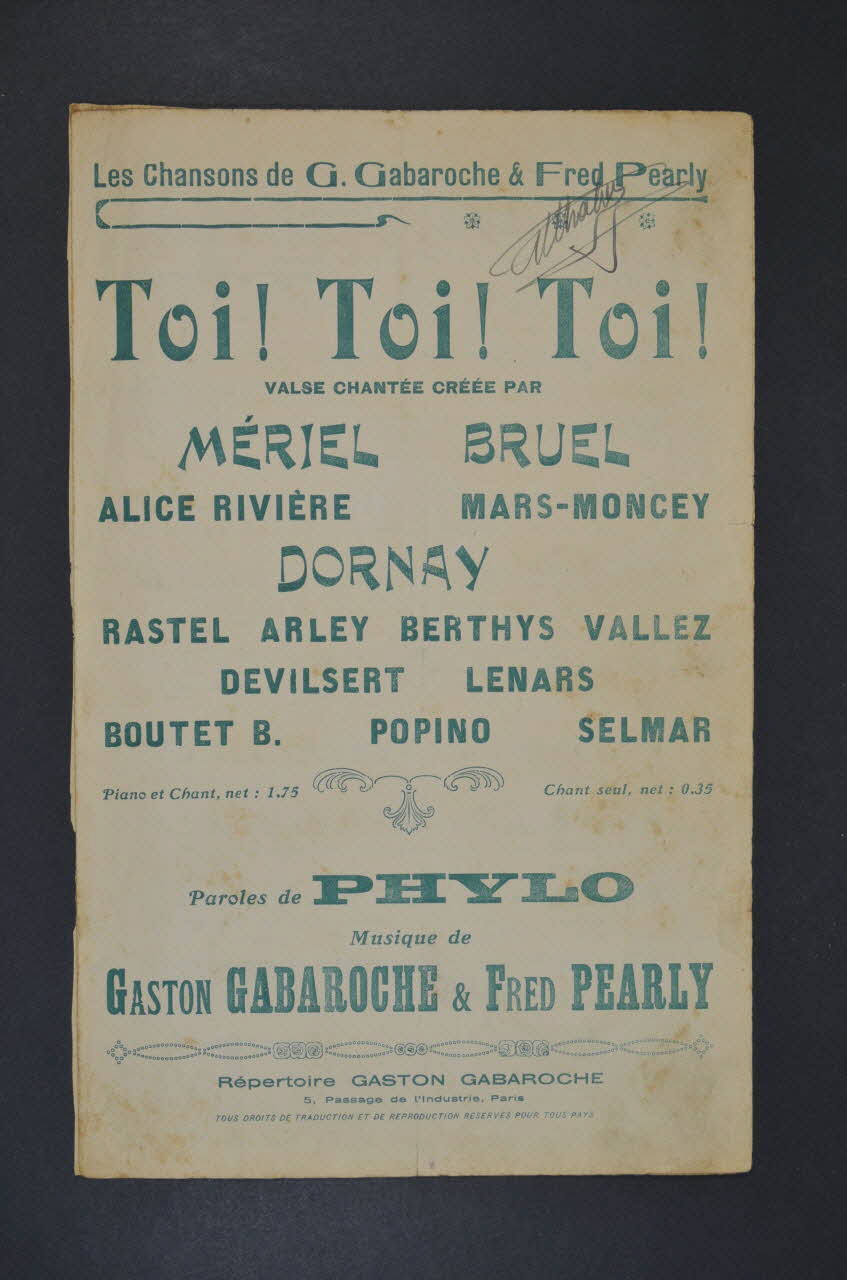 Les Chansons de G. Gabaroche & Fred Pearly
Toi! Toi! Toi!
VALSE CHANTÉE CRÉÉE PAR
MÉRIEL BRUEL
ALICE RIVIÈRE MARS-MONCEY
DORNAY
RASTEL ARLEY BERTHYS VALLEZ
DEVILSERT LENARS
BOUTET B. POPINO SELMAR
Piano et Chant, net : 1.75 Chant seul, net : 0.35
Paroles de PHYLO
Musique de
GASTON GABAROCHE & FRED PEARLY
Répertoire GASTON GABAROCHE
5, Passage de l'Industrie, Paris
TOUS DROITS DE TRADUCTION ET DE REPRODUCTION RÉSERVÉS POUR TOUS PAYS